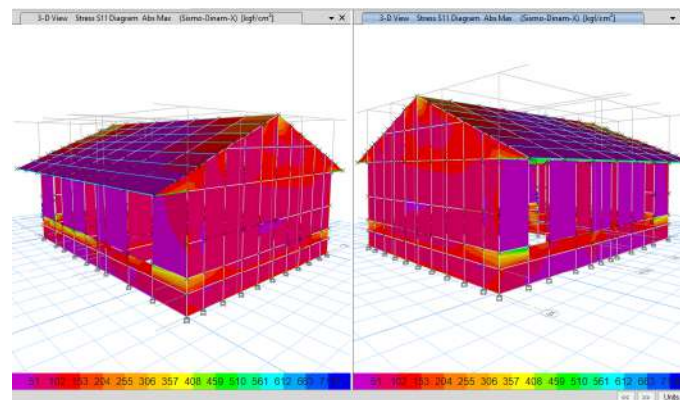 3-D View Stress S11 Diagram Abs Max (Sismo-Dinam-X) [kgf/cm²]
3-D View Stress S11 Diagram Abs Max (Sismo-Dinam-X) [kgf/cm²]
51 102 153 204 255 306 357 408 459 510 561 612 663
51 102 153 204 255 306 357 408 459 510 561 612 663
Units